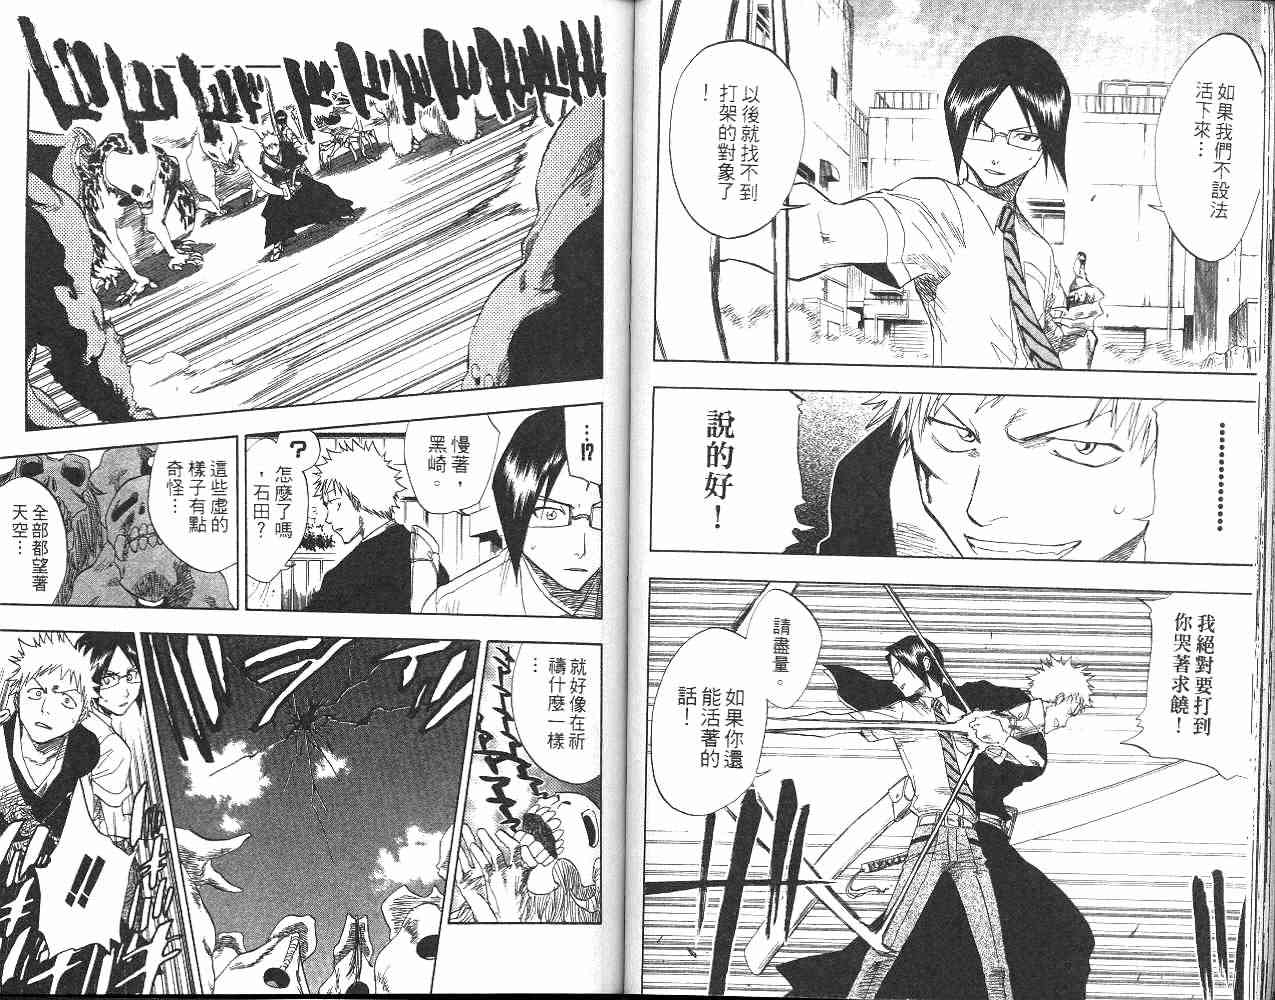 如果我們不設法
活下來…
以後就找不到
打架的對象了
！
………………
說的好！
我絕對要打到
你哭著求饒！
請盡量。
如果你還
能活著的
話！
…!?
慢著，
黑崎。
？
怎麼了嗎
，石田？
這些虛的
樣子有點
奇怪…
全部都望著
天空…
就好像在祈
禱什麼一樣
…
!!